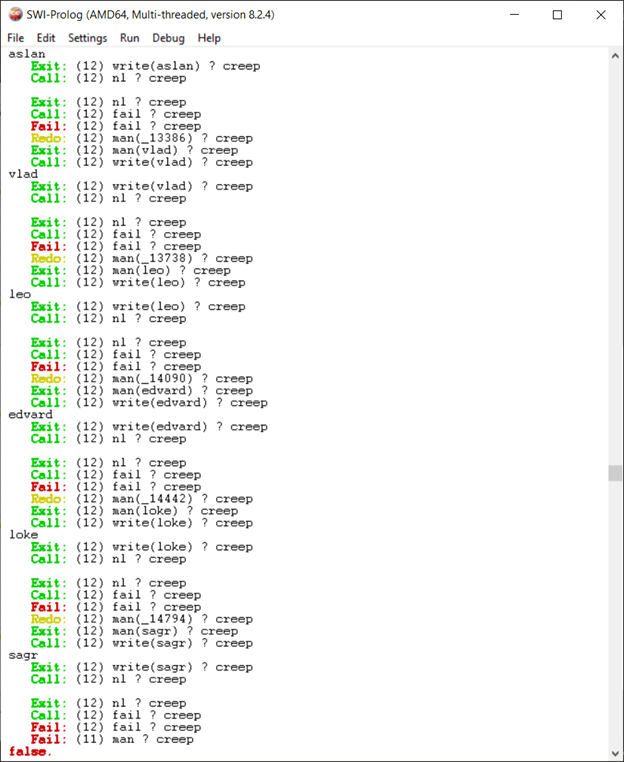 SWI-Prolog (AMD64, Multi-threaded, version 8.2.4)
File Edit Settings Run Debug Help
aslan
Exit: (12) write(aslan) ? creep
Call: (12) nl ? creep
Exit: (12) nl ? creep
Call: (12) fail ? creep
Fail: (12) fail ? creep
Redo: (12) man(_13386) ? creep
Exit: (12) man(vlad) ? creep
Call: (12) write(vlad) ? creep
vlad
Exit: (12) write(vlad) ? creep
Call: (12) nl ? creep
Exit: (12) nl ? creep
Call: (12) fail ? creep
Fail: (12) fail ? creep
Redo: (12) man(_13738) ? creep
Exit: (12) man(leo) ? creep
Call: (12) write(leo) ? creep
leo
Exit: (12) write(leo) ? creep
Call: (12) nl ? creep
Exit: (12) nl ? creep
Call: (12) fail ? creep
Fail: (12) fail ? creep
Redo: (12) man(_14090) ? creep
Exit: (12) man(edvard) ? creep
Call: (12) write(edvard) ? creep
edvard
Exit: (12) write(edvard) ? creep
Call: (12) nl ? creep
Exit: (12) nl ? creep
Call: (12) fail ? creep
Fail: (12) fail ? creep
Redo: (12) man(_14442) ? creep
Exit: (12) man(loke) ? creep
Call: (12) write(loke) ? creep
loke
Exit: (12) write(loke) ? creep
Call: (12) nl ? creep
Exit: (12) nl ? creep
Call: (12) fail ? creep
Fail: (12) fail ? creep
Redo: (12) man(_14794) ? creep
Exit: (12) man(sagr) ? creep
Call: (12) write(sagr) ? creep
sagr
Exit: (12) write(sagr) ? creep
Call: (12) nl ? creep
Exit: (12) nl ? creep
Call: (12) fail ? creep
Fail: (12) fail ? creep
Fail: (11) man ? creep
false.